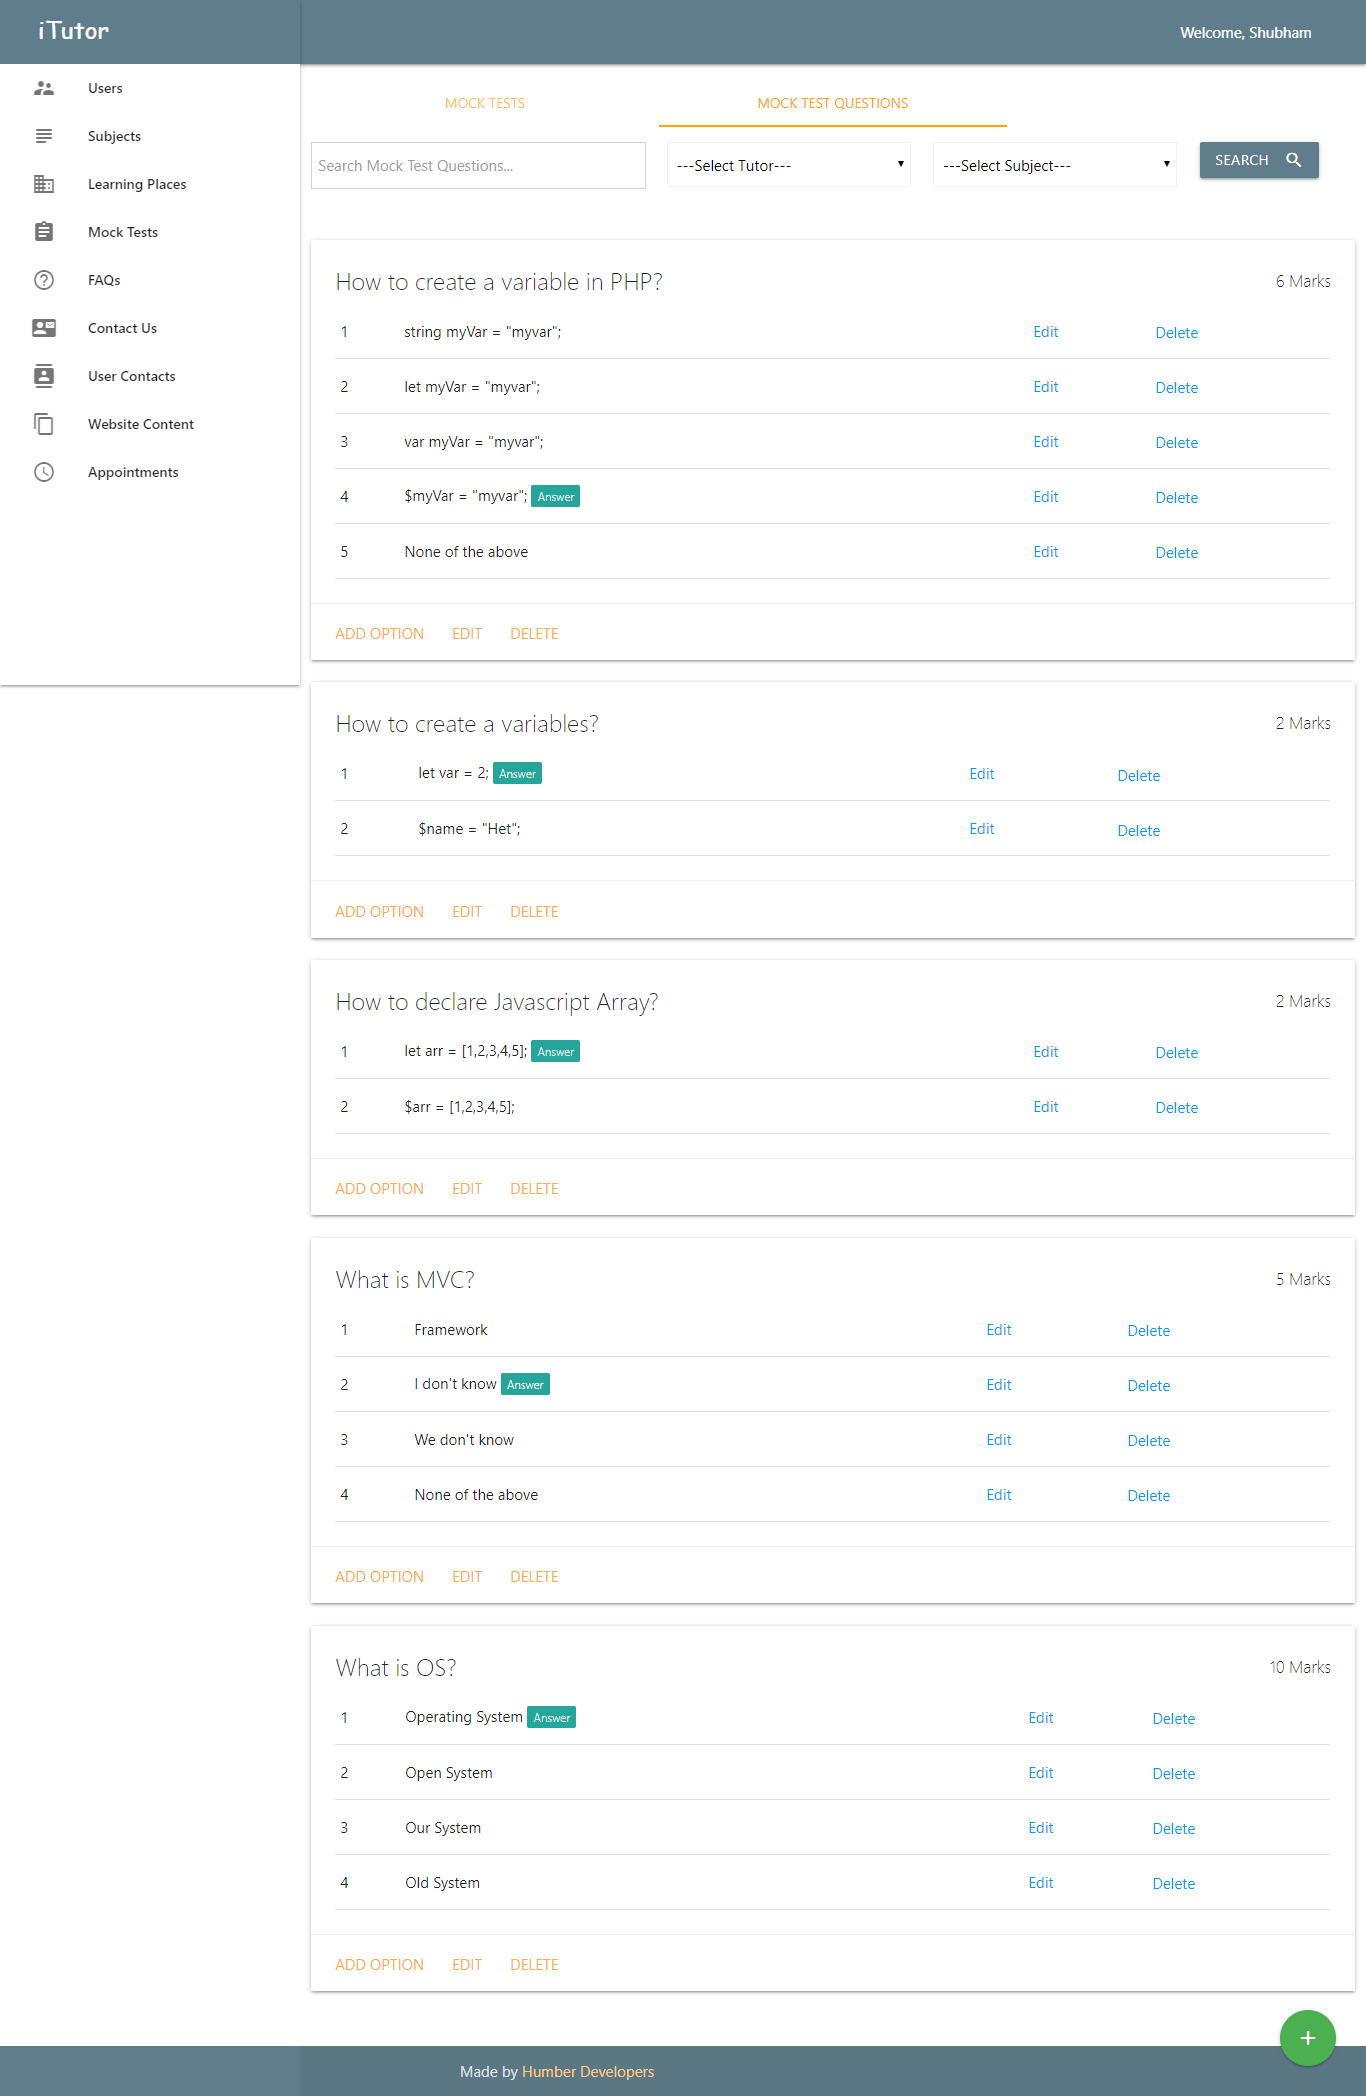 iTutor
Welcome, Shubham
Users
Subjects
Learning Places
Mock Tests
FAQs
Contact Us
User Contacts
Website Content
Appointments
MOCK TESTS MOCK TEST QUESTIONS
Search Mock Test Questions... ---Select Tutor--- ---Select Subject--- SEARCH
How to create a variable in PHP? 6 Marks
1 string myVar = "myvar"; Edit Delete
2 let myVar = "myvar"; Edit Delete
3 var myVar = "myvar"; Edit Delete
4 $myVar = "myvar"; Answer Edit Delete
5 None of the above Edit Delete
ADD OPTION EDIT DELETE
How to create a variables? 2 Marks
1 let var = 2; Answer Edit Delete
2 $name = "Het"; Edit Delete
ADD OPTION EDIT DELETE
How to declare Javascript Array? 2 Marks
1 let arr = [1,2,3,4,5]; Answer Edit Delete
2 $arr = [1,2,3,4,5]; Edit Delete
ADD OPTION EDIT DELETE
What is MVC? 5 Marks
1 Framework Edit Delete
2 I don't know Answer Edit Delete
3 We don't know Edit Delete
4 None of the above Edit Delete
ADD OPTION EDIT DELETE
What is OS? 10 Marks
1 Operating System Answer Edit Delete
2 Open System Edit Delete
3 Our System Edit Delete
4 Old System Edit Delete
ADD OPTION EDIT DELETE
+
Made by Humber Developers